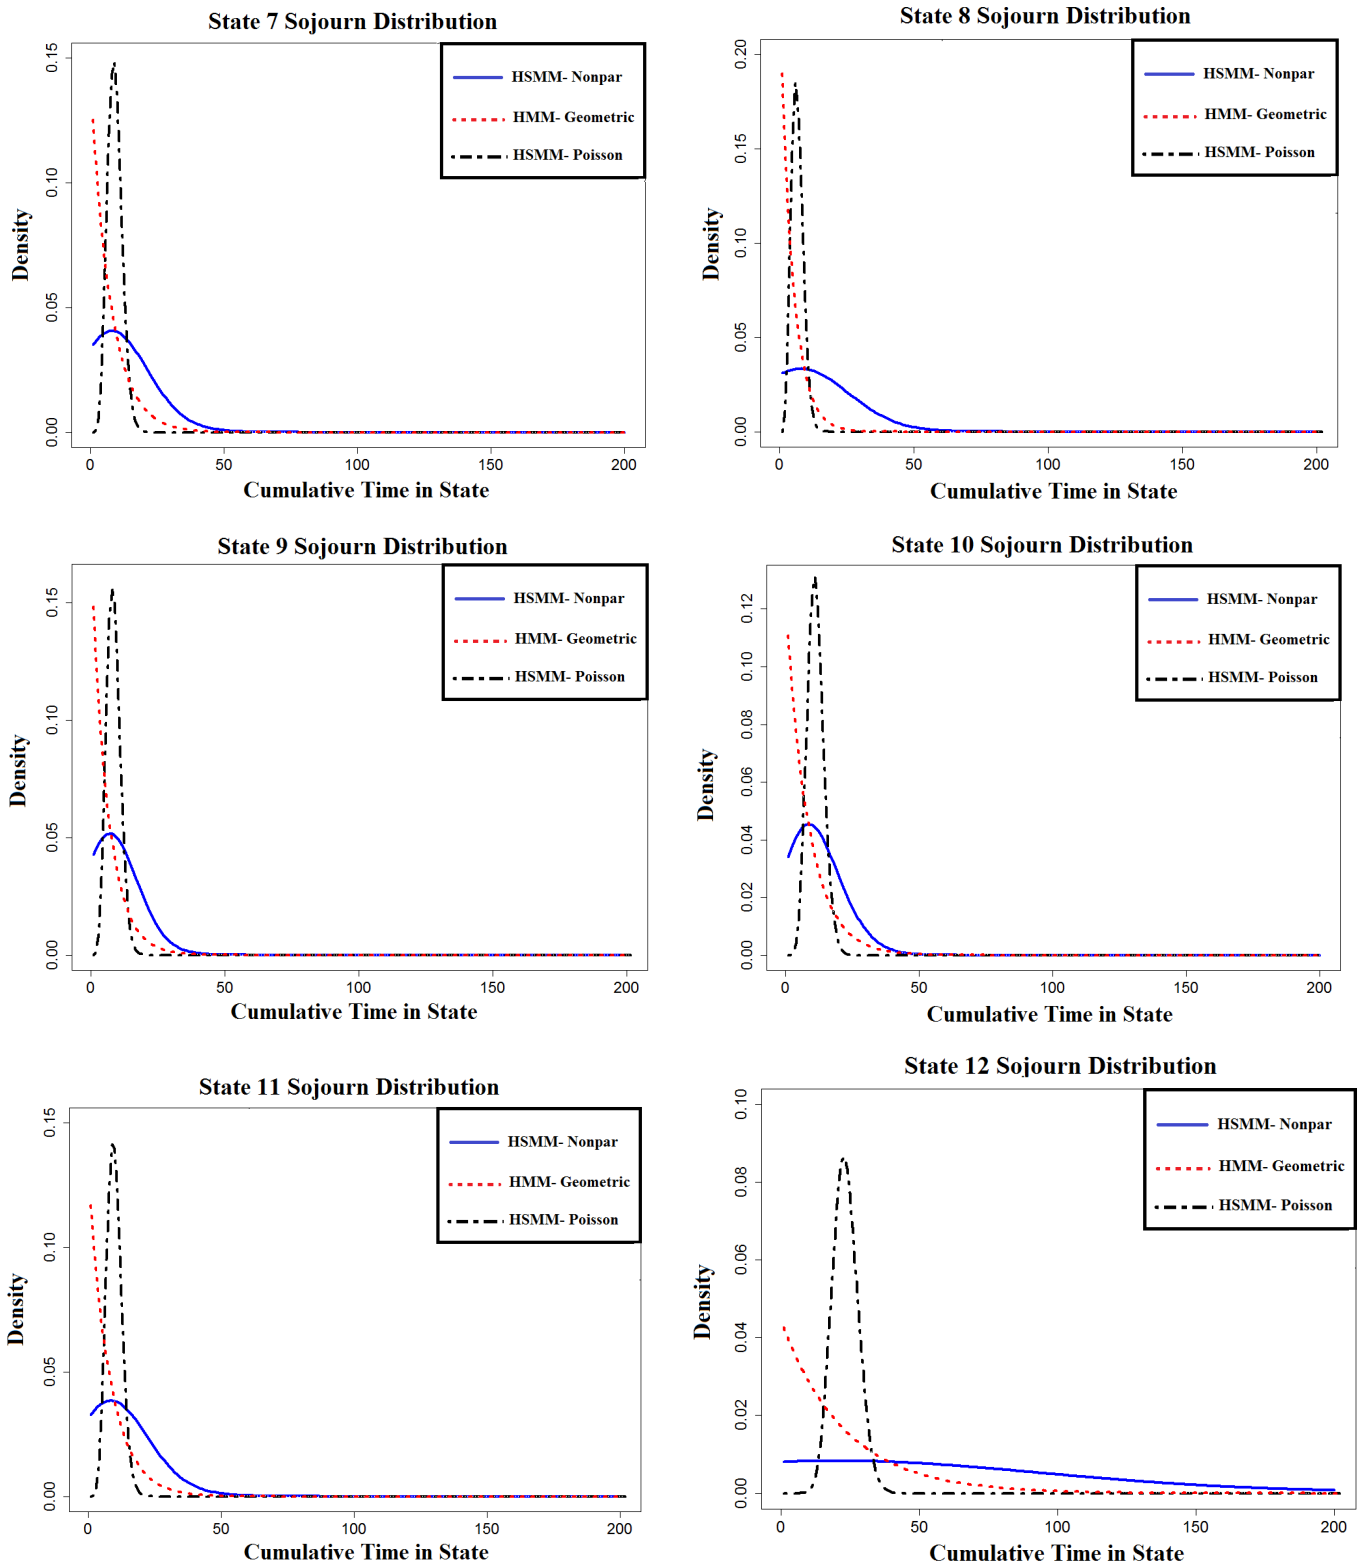 State 7 Sojourn Distribution
HSMM- Nonpar
HMM- Geometric
HSMM- Poisson
0.15
0.10
0.05
0.00
Density
0
50
100
150
200
Cumulative Time in State
State 8 Sojourn Distribution
HSMM- Nonpar
HMM- Geometric
HSMM- Poisson
0.20
0.15
0.10
0.05
0.00
Density
0
50
100
150
200
Cumulative Time in State
State 9 Sojourn Distribution
HSMM- Nonpar
HMM- Geometric
HSMM- Poisson
0.15
0.10
0.05
0.00
Density
0
50
100
150
200
Cumulative Time in State
State 10 Sojourn Distribution
HSMM- Nonpar
HMM- Geometric
HSMM- Poisson
0.12
0.10
0.08
0.06
0.04
0.02
0.00
Density
0
50
100
150
200
Cumulative Time in State
State 11 Sojourn Distribution
HSMM- Nonpar
HMM- Geometric
HSMM- Poisson
0.15
0.10
0.05
0.00
Density
0
50
100
150
200
Cumulative Time in State
State 12 Sojourn Distribution
HSMM- Nonpar
HMM- Geometric
HSMM- Poisson
0.10
0.08
0.06
0.04
0.02
0.00
Density
0
50
100
150
200
Cumulative Time in State